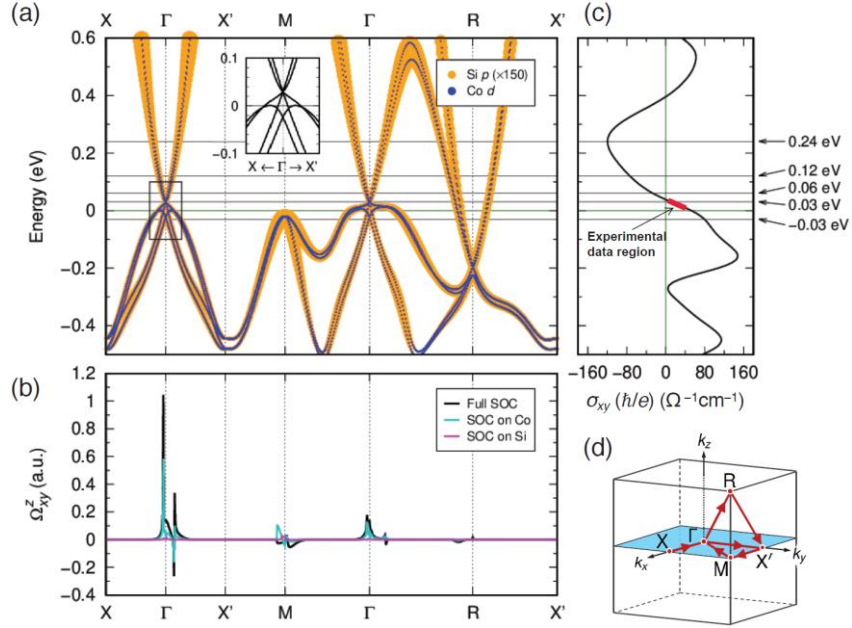 (a)
X Γ X' M Γ R X'
0.6
0.4
0.2
0
−0.2
−0.4
Energy (eV)
0.1
0
−0.1
X ← Γ → X'
Si p (×150)
Co d
(b)
1.2
1
0.8
0.6
0.4
0.2
0
−0.2
−0.4
Ω^z_xy (a.u.)
Full SOC
SOC on Co
SOC on Si
X Γ X' M Γ R X'
(c)
0.24 eV
0.12 eV
0.06 eV
0.03 eV
−0.03 eV
Experimental
data region
−160 −80 0 80 160
σxy (ℏ/e) (Ω⁻¹cm⁻¹)
(d)
kz
R
Γ
X
X'
kx
M
ky